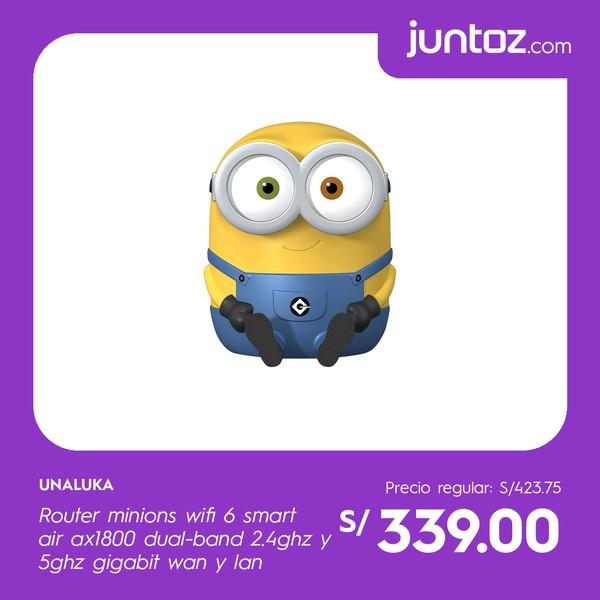 juntoz.com
UNALUKA
Router minions wifi 6 smart
air ax1800 dual-band 2.4ghz y
5ghz gigabit wan y lan
Precio regular: S/423.75
S/ 339.00